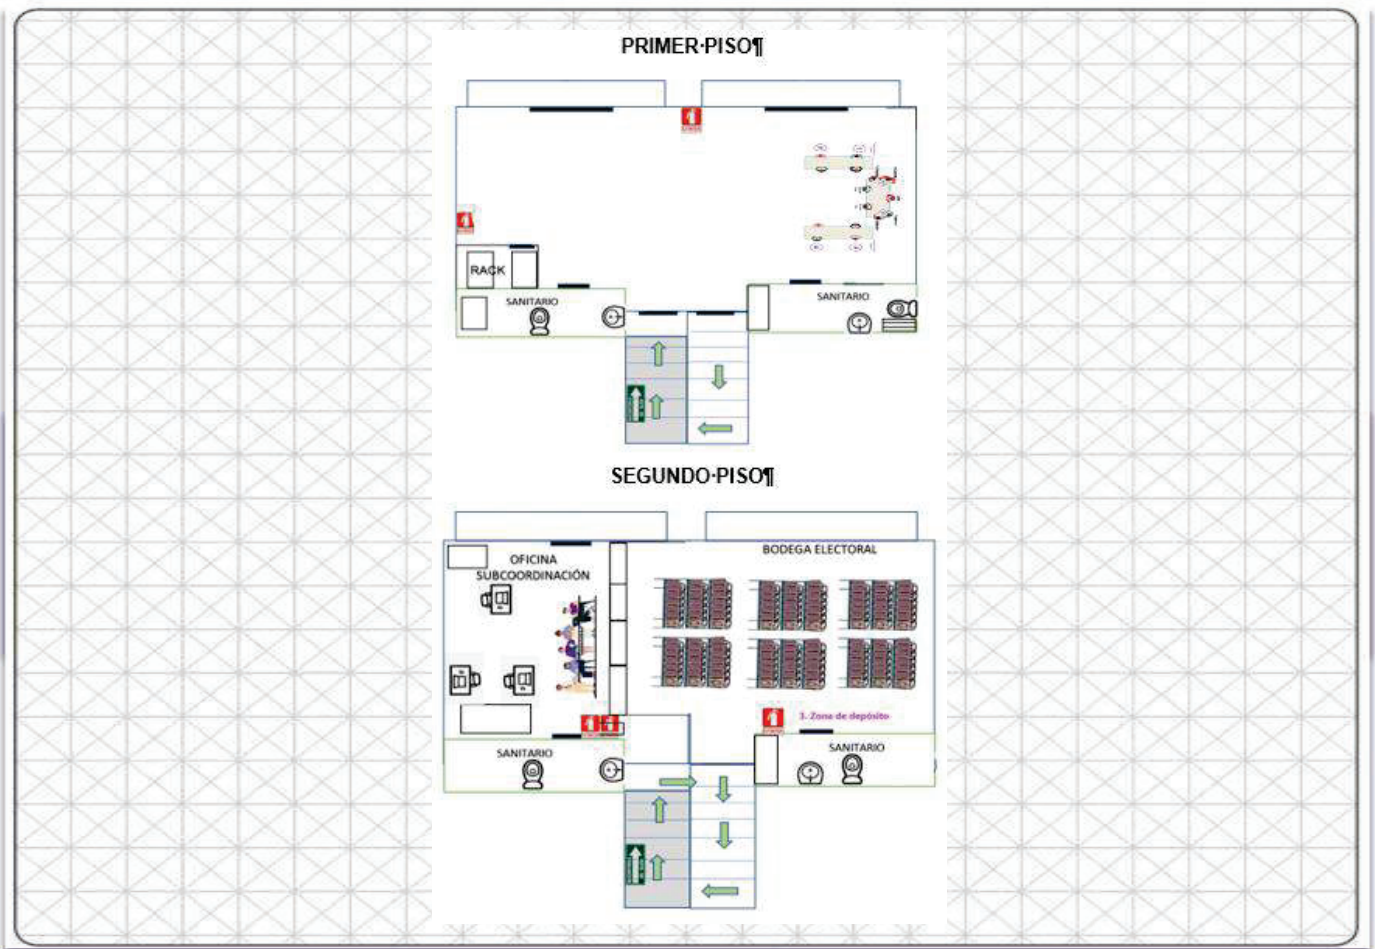 PRIMER·PISO¶
RACK
SANITARIO
SANITARIO
SEGUNDO·PISO¶
OFICINA
SUBCOORDINACIÓN
BODEGA ELECTORAL
3. Zona de depósito
SANITARIO
SANITARIO